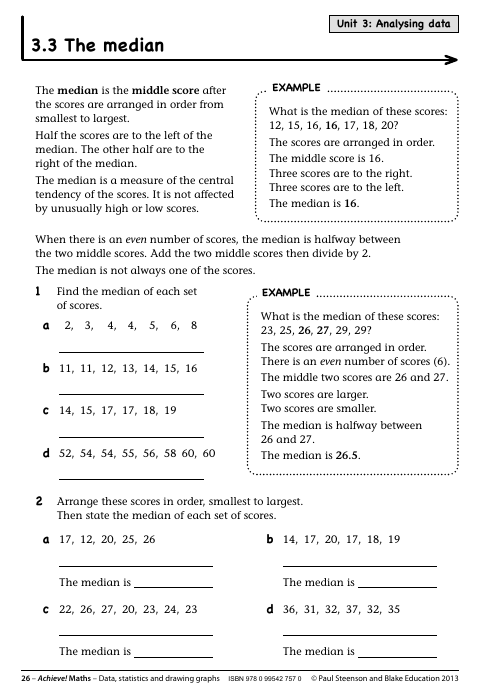 Unit 3: Analysing data
3.3 The median
The median is the middle score after
the scores are arranged in order from
smallest to largest.
Half the scores are to the left of the
median. The other half are to the
right of the median.
The median is a measure of the central
tendency of the scores. It is not affected
by unusually high or low scores.
EXAMPLE
What is the median of these scores:
12, 15, 16, 16, 17, 18, 20?
The scores are arranged in order.
The middle score is 16.
Three scores are to the right.
Three scores are to the left.
The median is 16.
When there is an even number of scores, the median is halfway between
the two middle scores. Add the two middle scores then divide by 2.
The median is not always one of the scores.
1 Find the median of each set
of scores.
a 2, 3, 4, 4, 5, 6, 8
b 11, 11, 12, 13, 14, 15, 16
c 14, 15, 17, 17, 18, 19
d 52, 54, 54, 55, 56, 58 60, 60
EXAMPLE
What is the median of these scores:
23, 25, 26, 27, 29, 29?
The scores are arranged in order.
There is an even number of scores (6).
The middle two scores are 26 and 27.
Two scores are larger.
Two scores are smaller.
The median is halfway between
26 and 27.
The median is 26.5.
2 Arrange these scores in order, smallest to largest.
Then state the median of each set of scores.
a 17, 12, 20, 25, 26
The median is
b 14, 17, 20, 17, 18, 19
The median is
c 22, 26, 27, 20, 23, 24, 23
The median is
d 36, 31, 32, 37, 32, 35
The median is
26 – Achieve! Maths – Data, statistics and drawing graphs ISBN 978 0 99542 757 0 © Paul Steenson and Blake Education 2013